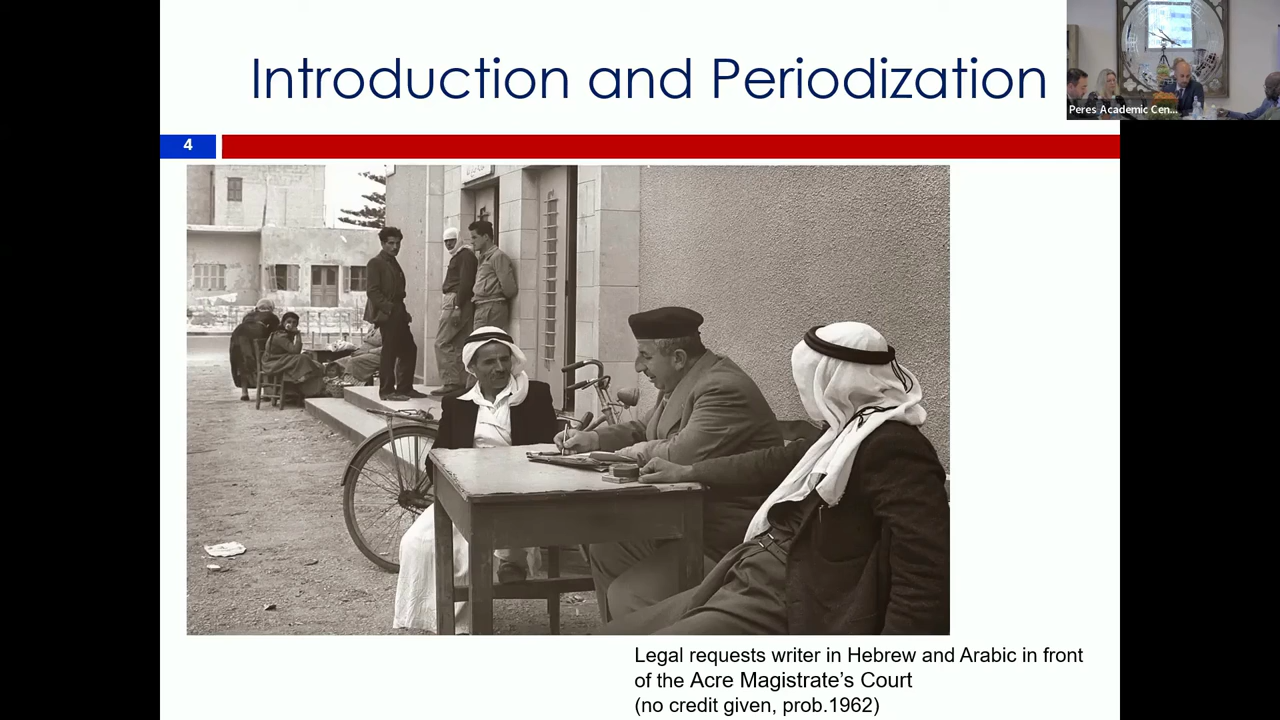 Introduction and Periodization
Peres Academic Cen...
4
Legal requests writer in Hebrew and Arabic in front
of the Acre Magistrate's Court
(no credit given, prob.1962)